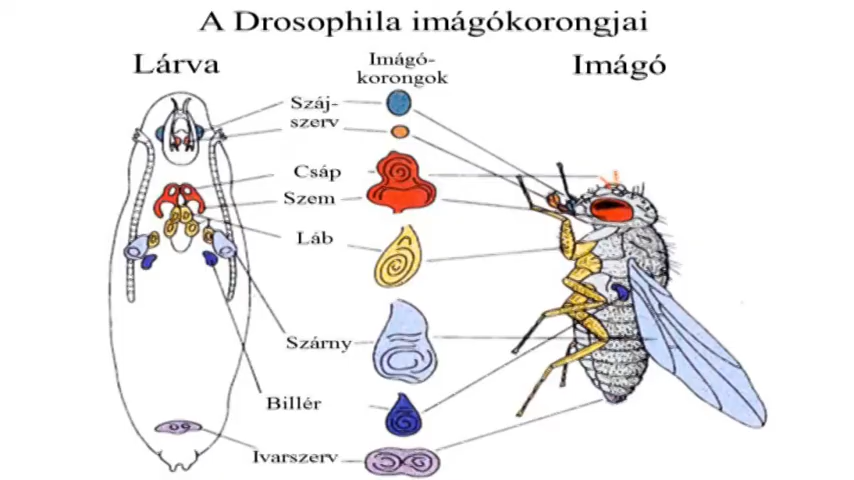 A Drosophila imágókorongjai
Lárva
Imágó-
korongok
Imágó
Száj-
szerv
Csáp
Szem
Láb
Szárny
Billér
Ivarszerv